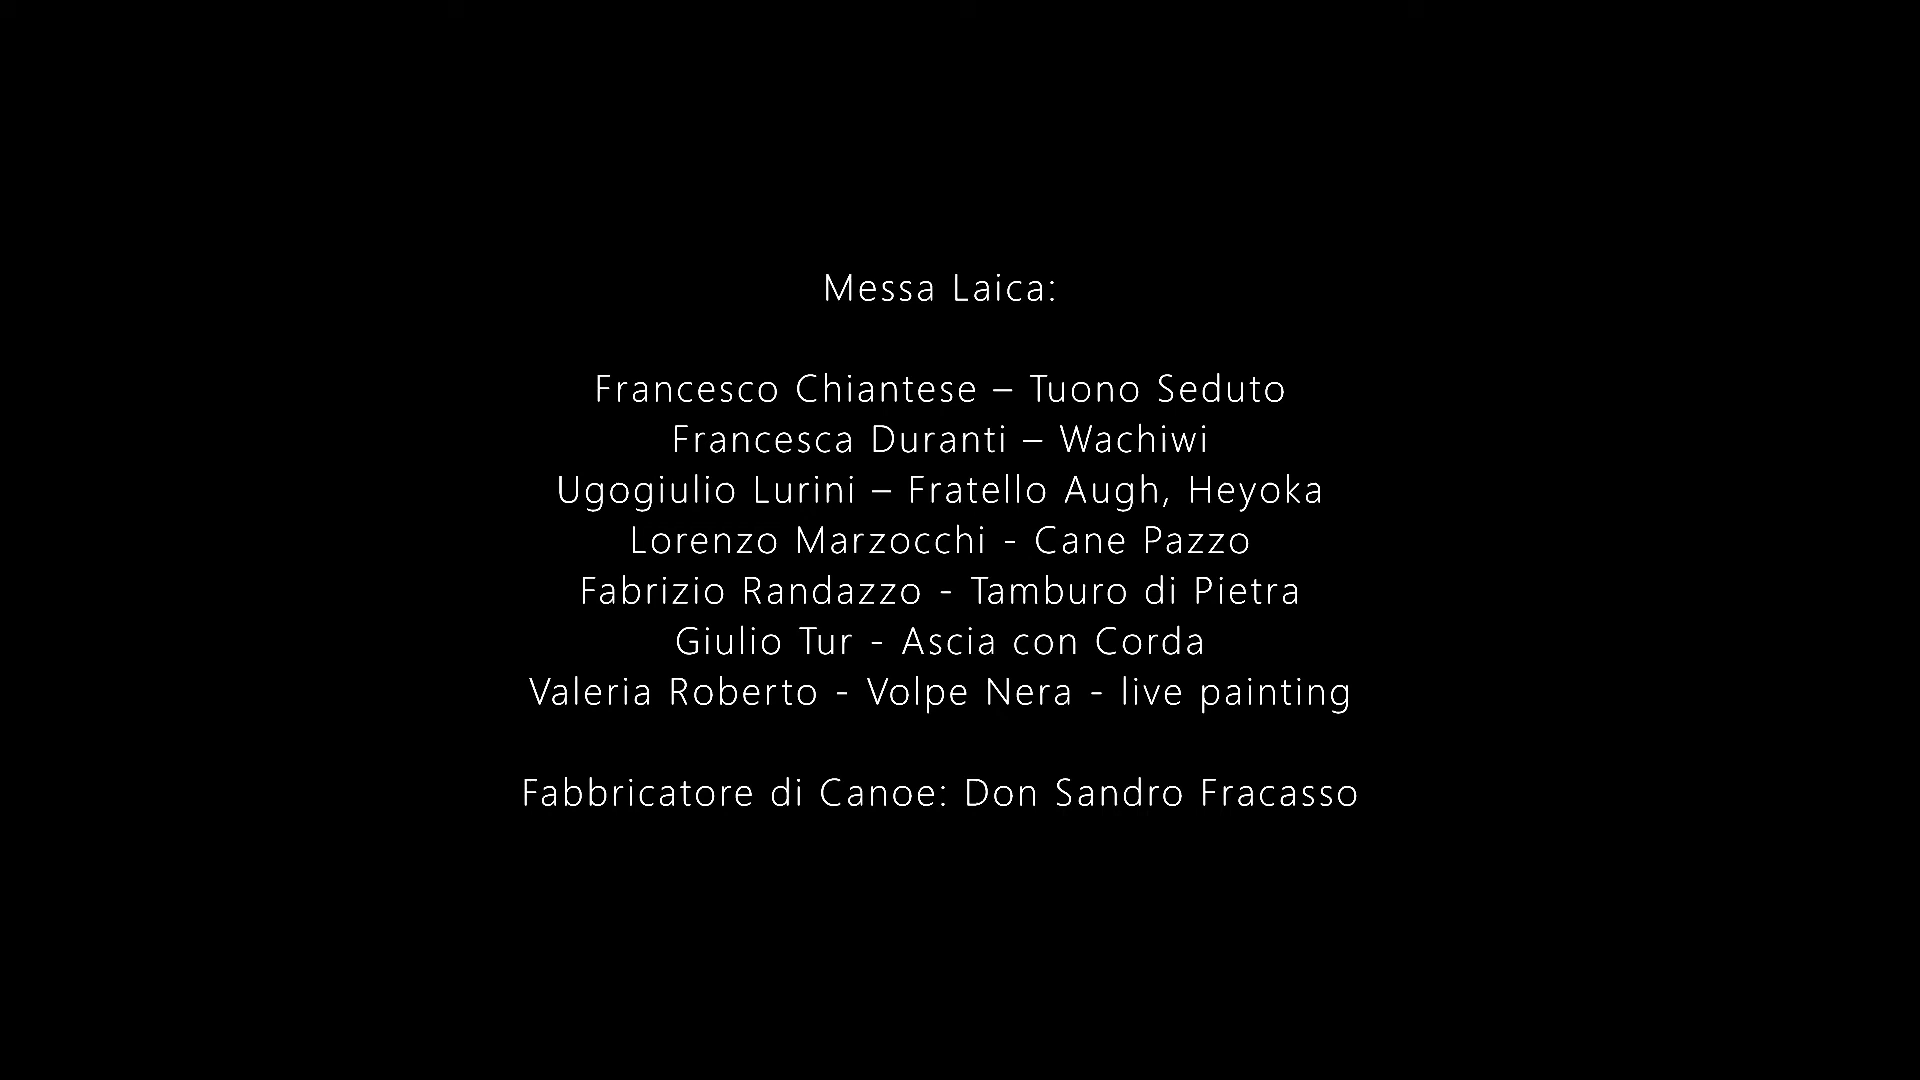 Messa Laica:
Francesco Chiantese – Tuono Seduto
Francesca Duranti – Wachiwi
Ugogiulio Lurini – Fratello Augh, Heyoka
Lorenzo Marzocchi - Cane Pazzo
Fabrizio Randazzo - Tamburo di Pietra
Giulio Tur - Ascia con Corda
Valeria Roberto - Volpe Nera - live painting
Fabbricatore di Canoe: Don Sandro Fracasso